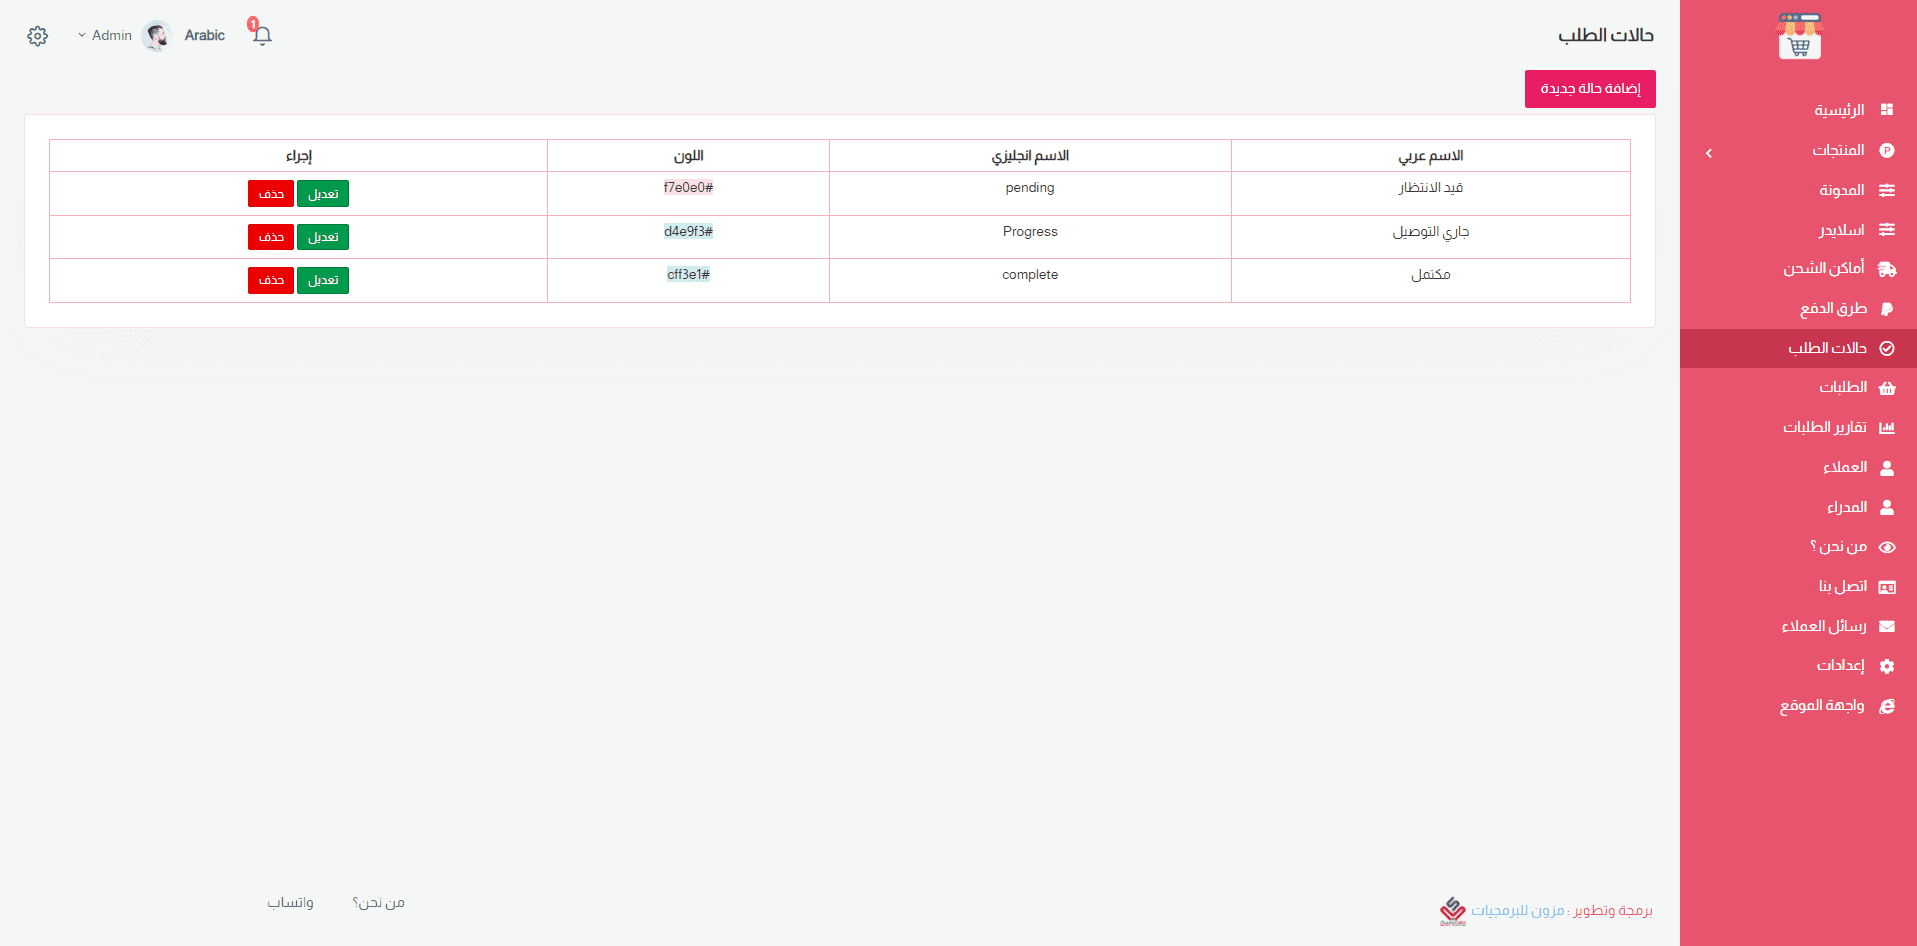 حالات الطلب
1
Arabic
Admin
إضافة حالة جديدة
الاسم عربي
الاسم انجليزي
اللون
إجراء
قيد الانتظار
pending
f7e0e0#
تعديل
حذف
جاري التوصيل
Progress
d4e9f3#
تعديل
حذف
مكتمل
complete
cff3e1#
تعديل
حذف
الرئيسية
المنتجات
المدونة
اسلايدر
أماكن الشحن
طرق الدفع
حالات الطلب
الطلبات
تقارير الطلبات
العملاء
المدراء
من نحن ؟
اتصل بنا
رسائل العملاء
إعدادات
واجهة الموقع
برمجة وتطوير : مزون للبرمجيات
من نحن؟
واتساب